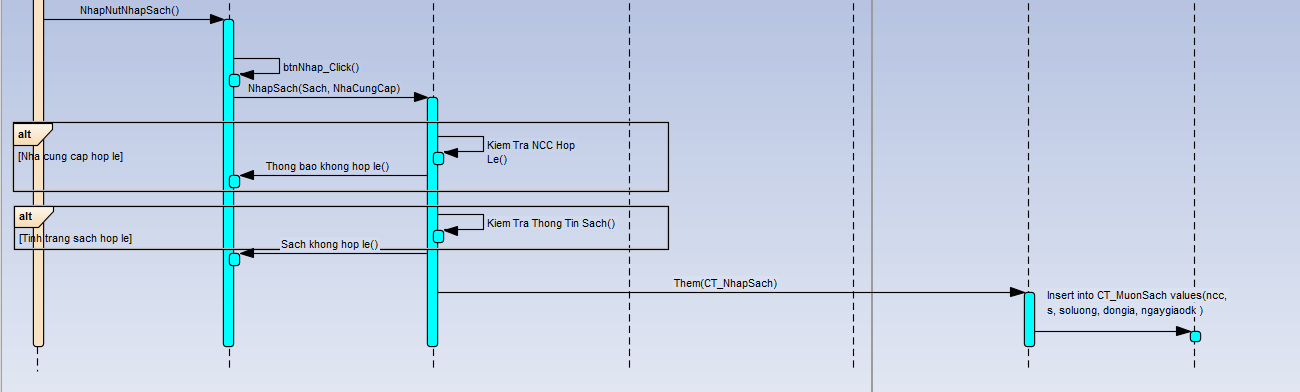 NhapNutNhapSach()
btnNhap_Click()
NhapSach(Sach, NhaCungCap)
alt
[Nha cung cap hop le]
Kiem Tra NCC Hop
Le()
Thong bao khong hop le()
alt
[Tinh trang sach hop le]
Kiem Tra Thong Tin Sach()
Sach khong hop le()
Them(CT_NhapSach)
Insert into CT_MuonSach values(ncc,
s, soluong, dongia, ngaygiaodk )